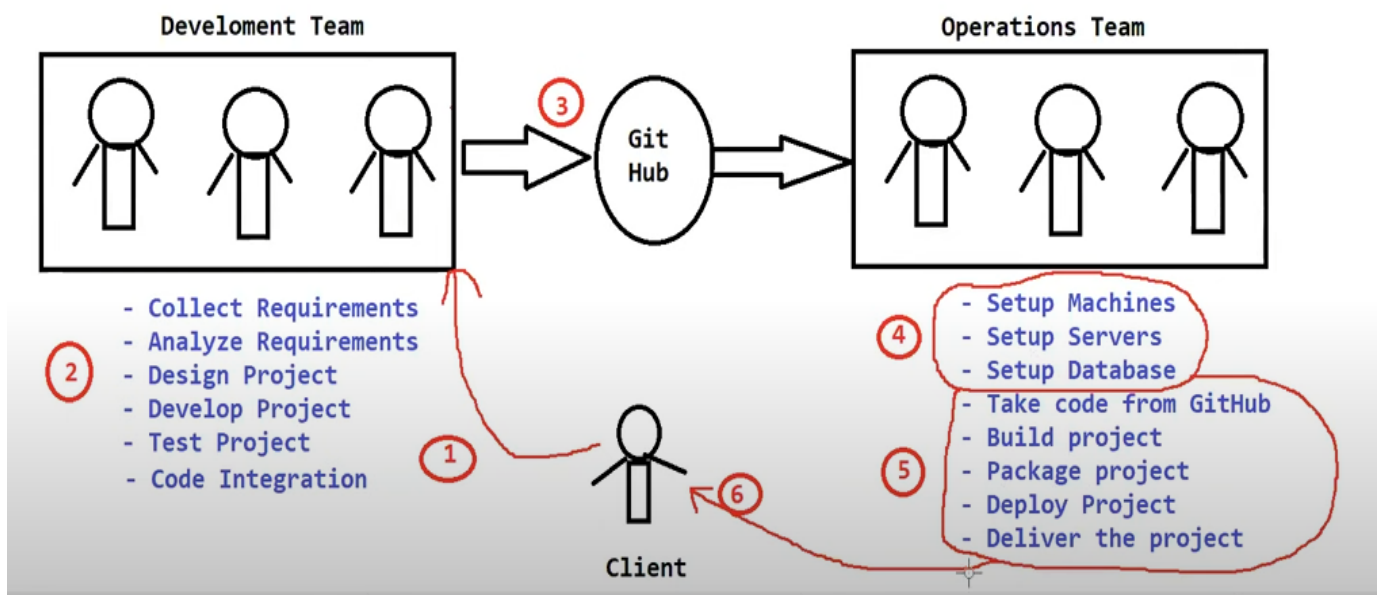 Develoment Team
Operations Team
3
Git
Hub
- Collect Requirements
- Analyze Requirements
- Design Project
- Develop Project
- Test Project
- Code Integration
2
1
Client
6
4
- Setup Machines
- Setup Servers
- Setup Database
- Take code from GitHub
- Build project
- Package project
- Deploy Project
- Deliver the project
5